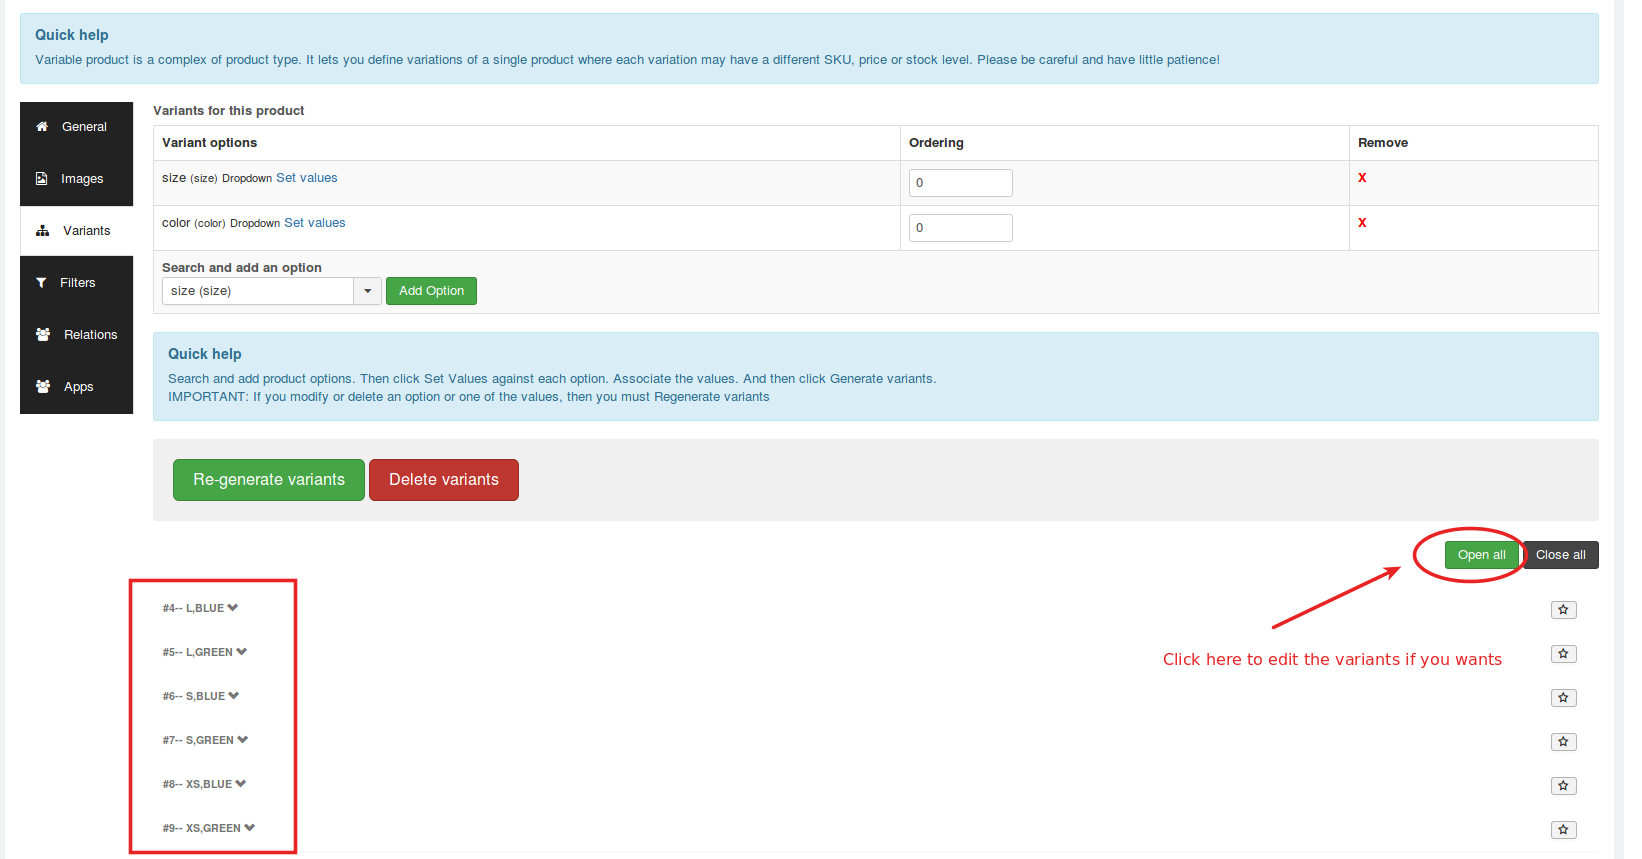 Quick help
Variable product is a complex of product type. It lets you define variations of a single product where each variation may have a different SKU, price or stock level. Please be careful and have little patience!
General
Images
Variants
Filters
Relations
Apps
Variants for this product
Variant options Ordering Remove
size (size) Dropdown Set values 0 X
color (color) Dropdown Set values 0 X
Search and add an option
size (size) Add Option
Quick help
Search and add product options. Then click Set Values against each option. Associate the values. And then click Generate variants.
IMPORTANT: If you modify or delete an option or one of the values, then you must Regenerate variants
Re-generate variants Delete variants
Open all Close all
#4-- L,BLUE
#5-- L,GREEN
Click here to edit the variants if you wants
#6-- S,BLUE
#7-- S,GREEN
#8-- XS,BLUE
#9-- XS,GREEN